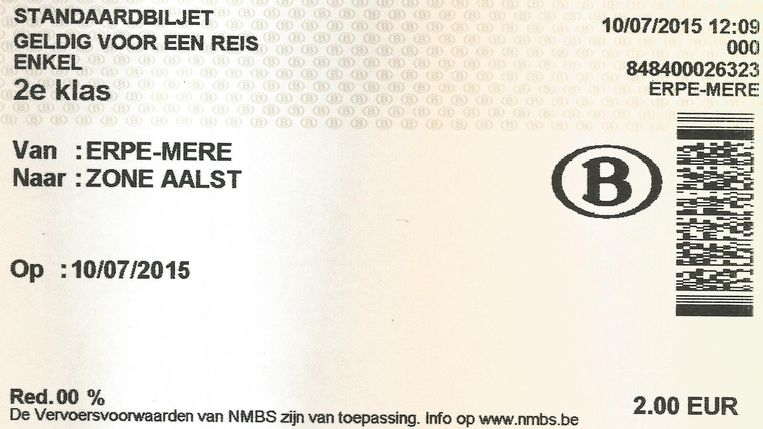 STANDAARDBILJET
GELDIG VOOR EEN REIS
ENKEL
2e klas
10/07/2015 12:09
000
848400026323
ERPE-MERE
Van : ERPE-MERE
Naar : ZONE AALST
B
Op : 10/07/2015
Red.00 %
De Vervoersvoorwaarden van NMBS zijn van toepassing. Info op www.nmbs.be
2.00 EUR